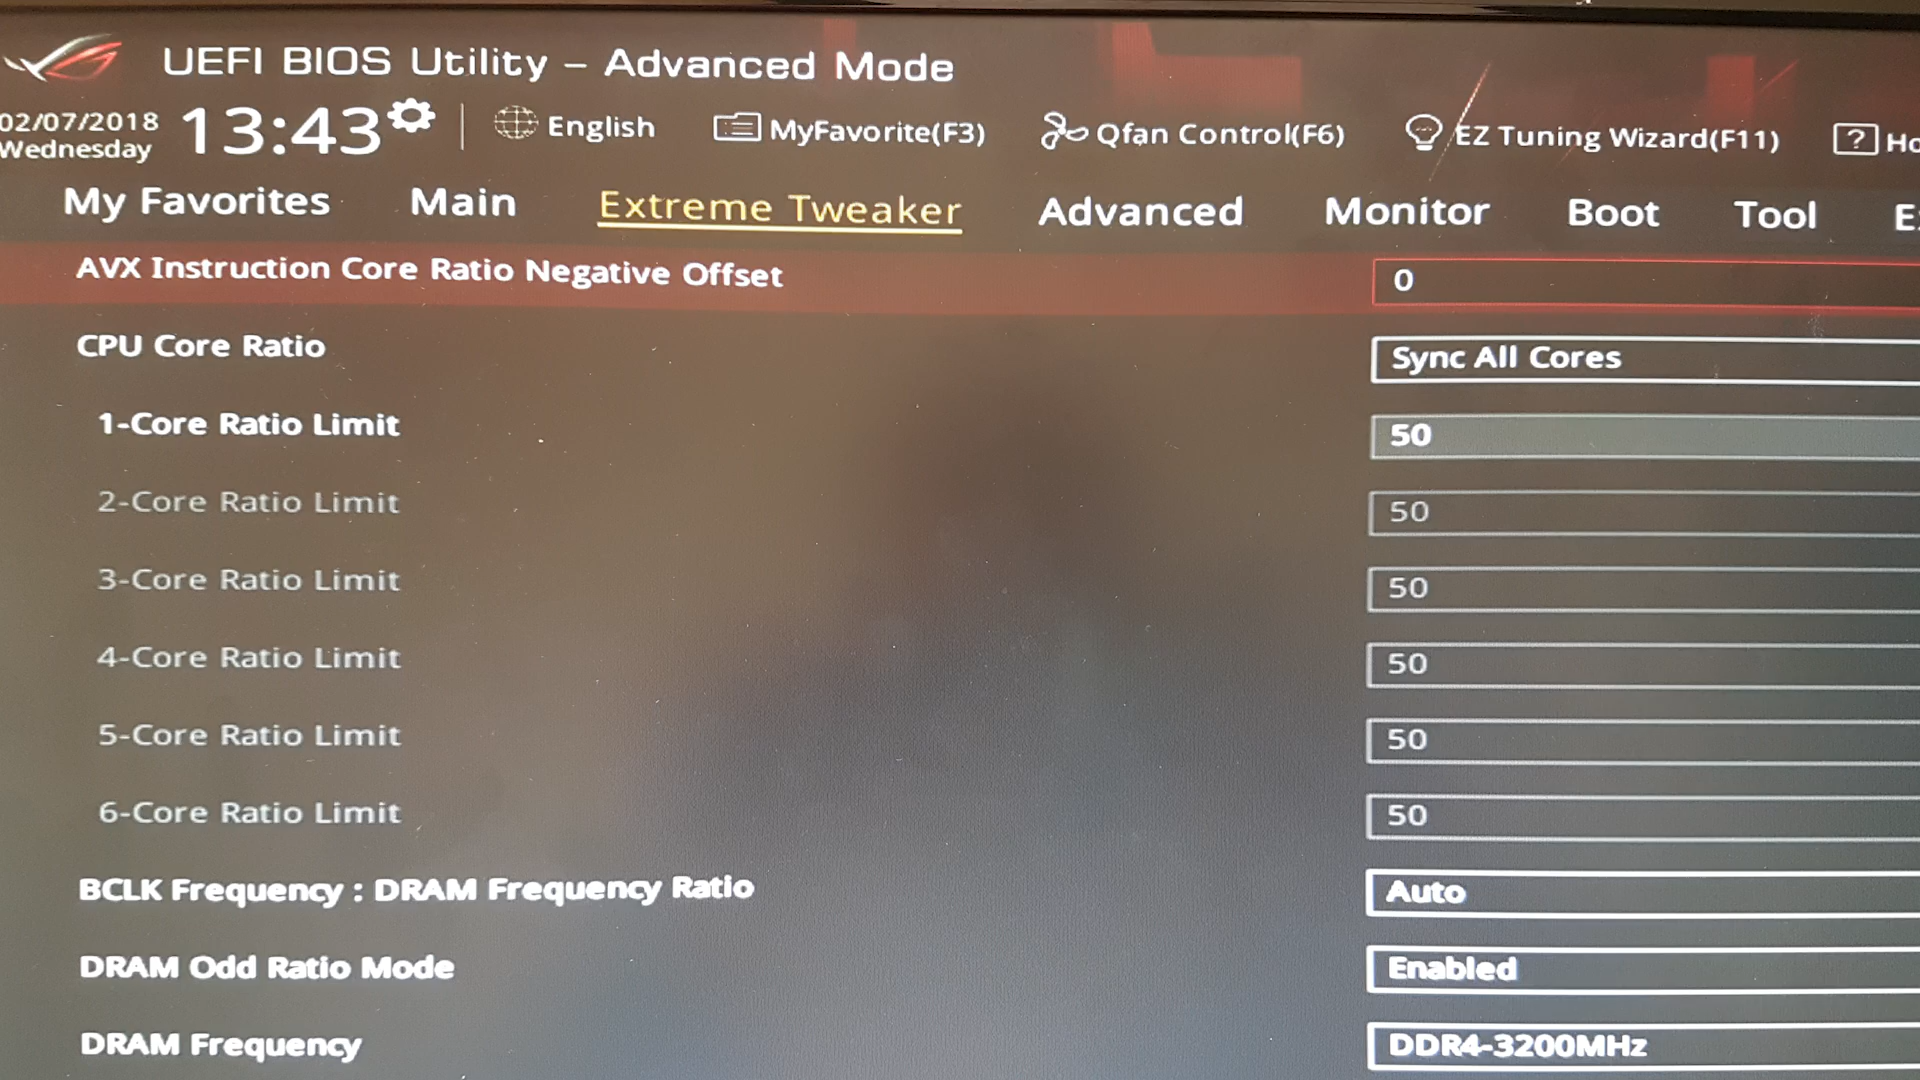 UEFI BIOS Utility – Advanced Mode
02/07/2018
Wednesday
13:43
English
MyFavorite(F3)
Qfan Control(F6)
EZ Tuning Wizard(F11)
?
My Favorites
Main
Extreme Tweaker
Advanced
Monitor
Boot
Tool
AVX Instruction Core Ratio Negative Offset
0
CPU Core Ratio
Sync All Cores
1-Core Ratio Limit
50
2-Core Ratio Limit
50
3-Core Ratio Limit
50
4-Core Ratio Limit
50
5-Core Ratio Limit
50
6-Core Ratio Limit
50
BCLK Frequency : DRAM Frequency Ratio
Auto
DRAM Odd Ratio Mode
Enabled
DRAM Frequency
DDR4-3200MHz